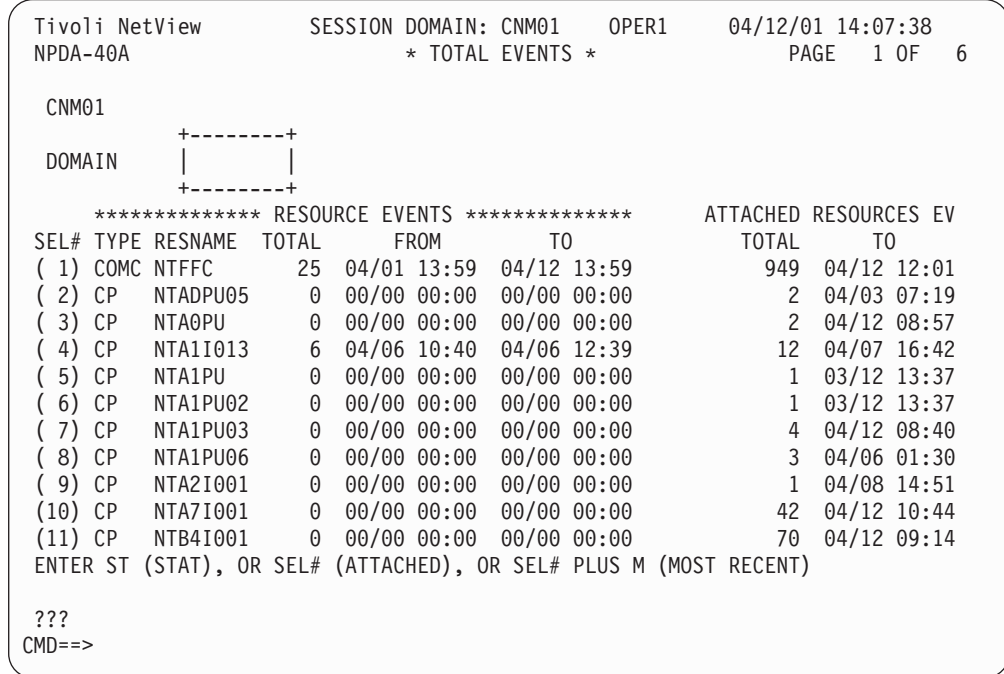 Tivoli NetView         SESSION DOMAIN: CNM01    OPER1     04/12/01 14:07:38
NPDA-40A                       * TOTAL EVENTS *                PAGE   1 OF   6
CNM01
+--------+
DOMAIN     |        |
+--------+
************** RESOURCE EVENTS **************      ATTACHED RESOURCES EV
SEL# TYPE RESNAME  TOTAL      FROM         TO           TOTAL      TO
( 1) COMC NTFFC       25  04/01 13:59  04/12 13:59        949  04/12 12:01
( 2) CP   NTADPU05     0  00/00 00:00  00/00 00:00          2  04/03 07:19
( 3) CP   NTA0PU       0  00/00 00:00  00/00 00:00          2  04/12 08:57
( 4) CP   NTA1I013     6  04/06 10:40  04/06 12:39         12  04/07 16:42
( 5) CP   NTA1PU       0  00/00 00:00  00/00 00:00          1  03/12 13:37
( 6) CP   NTA1PU02     0  00/00 00:00  00/00 00:00          1  03/12 13:37
( 7) CP   NTA1PU03     0  00/00 00:00  00/00 00:00          4  04/12 08:40
( 8) CP   NTA1PU06     0  00/00 00:00  00/00 00:00          3  04/06 01:30
( 9) CP   NTA2I001     0  00/00 00:00  00/00 00:00          1  04/08 14:51
(10) CP   NTA7I001     0  00/00 00:00  00/00 00:00         42  04/12 10:44
(11) CP   NTB4I001     0  00/00 00:00  00/00 00:00         70  04/12 09:14
ENTER ST (STAT), OR SEL# (ATTACHED), OR SEL# PLUS M (MOST RECENT)
???
CMD==>